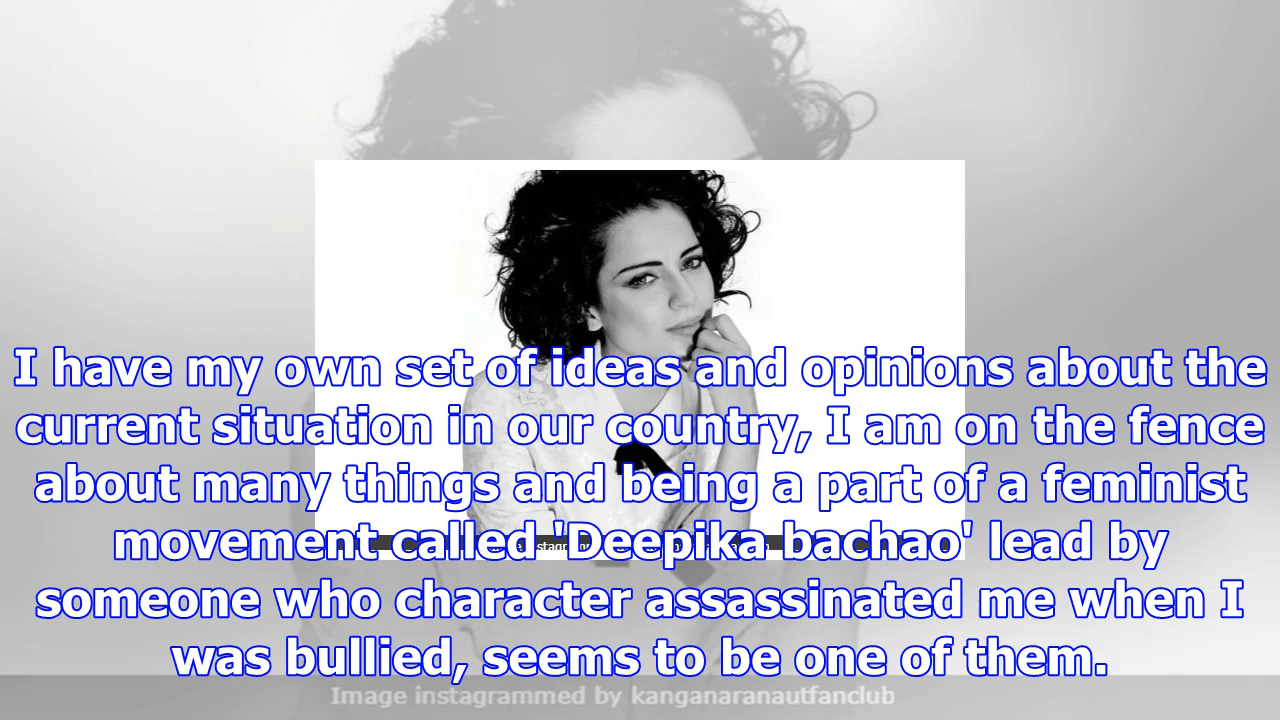 I have my own set of ideas and opinions about the
current situation in our country, I am on the fence
about many things and being a part of a feminist
movement called 'Deepika bachao' lead by
someone who character assassinated me when I
was bullied, seems to be one of them.
Image instagrammed by kanganaranautfanclub